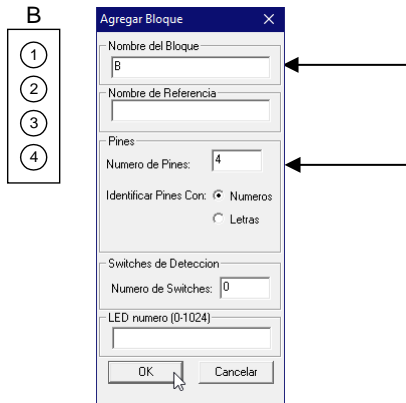 B
1
2
3
4
Agregar Bloque
Nombre del Bloque
B
Nombre de Referencia
Pines
Numero de Pines: 4
Identificar Pines Con: Numeros
Letras
Switches de Deteccion
Numero de Switches: 0
LED numero (0-1024)
OK Cancelar